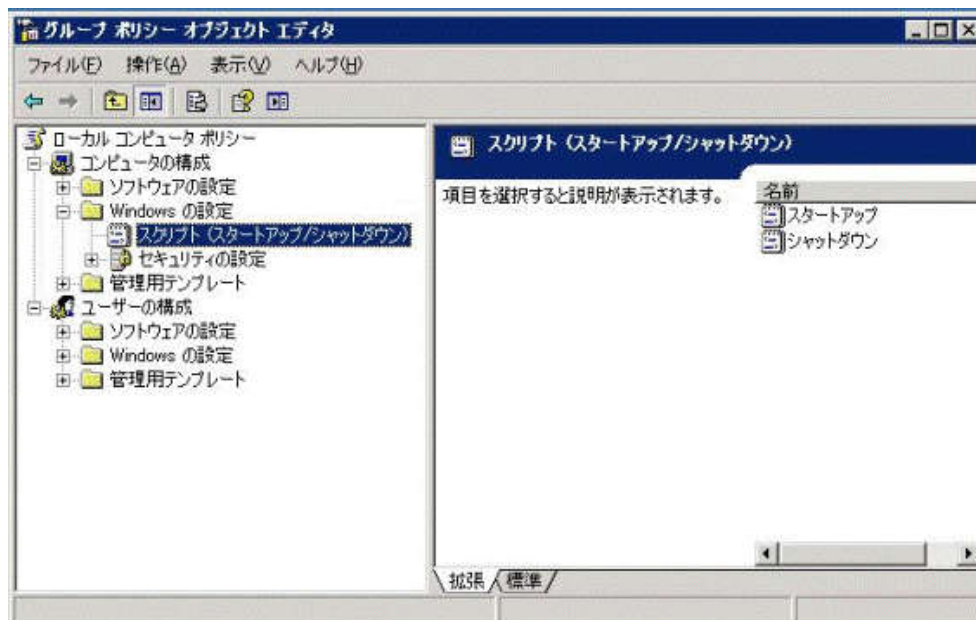 グループ ポリシー オブジェクト エディタ
ファイル(F) 操作(A) 表示(V) ヘルプ(H)
ローカル コンピュータ ポリシー
コンピュータの構成
ソフトウェアの設定
Windows の設定
スクリプト (スタートアップ/シャットダウン)
セキュリティの設定
管理用テンプレート
ユーザーの構成
ソフトウェアの設定
Windows の設定
管理用テンプレート
スクリプト (スタートアップ/シャットダウン)
項目を選択すると説明が表示されます。
名前
スタートアップ
シャットダウン
拡張 標準